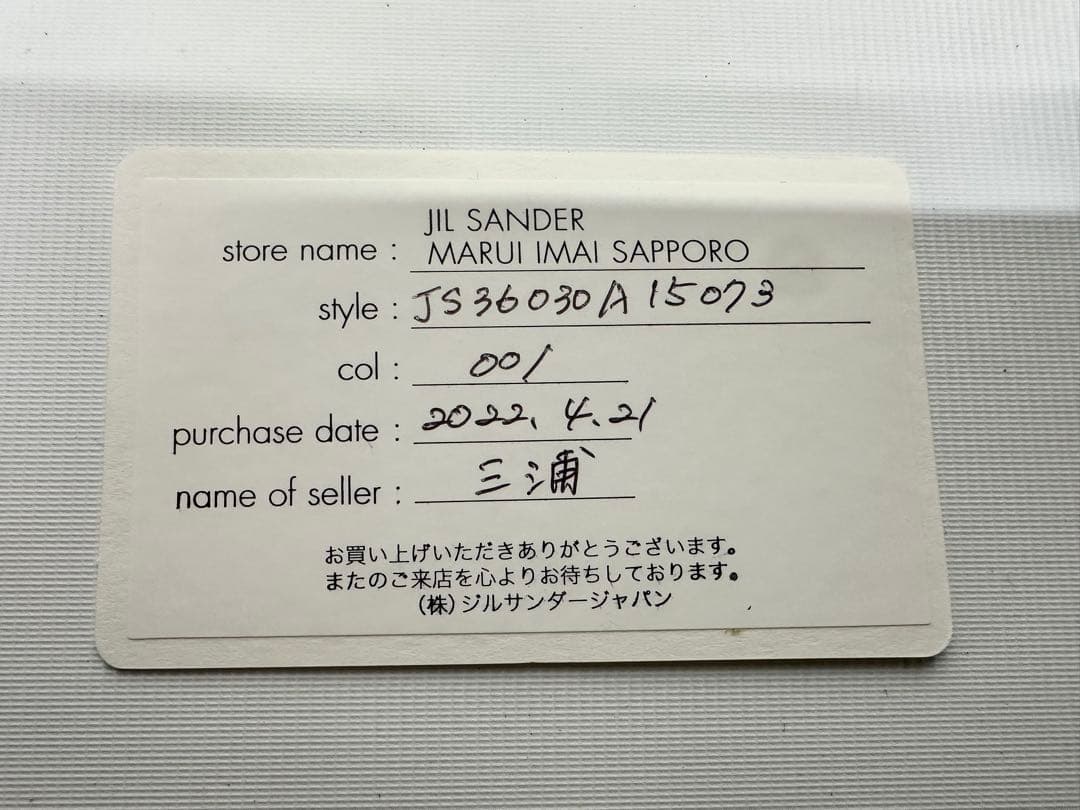 JIL SANDER
store name : MARUI IMAI SAPPORO
style : JS36030A 15073
col : 001
purchase date : 2022. 4. 21
name of seller : 三浦
お買い上げいただきありがとうございます。
またのご来店を心よりお待ちしております。
(株)ジルサンダージャパン